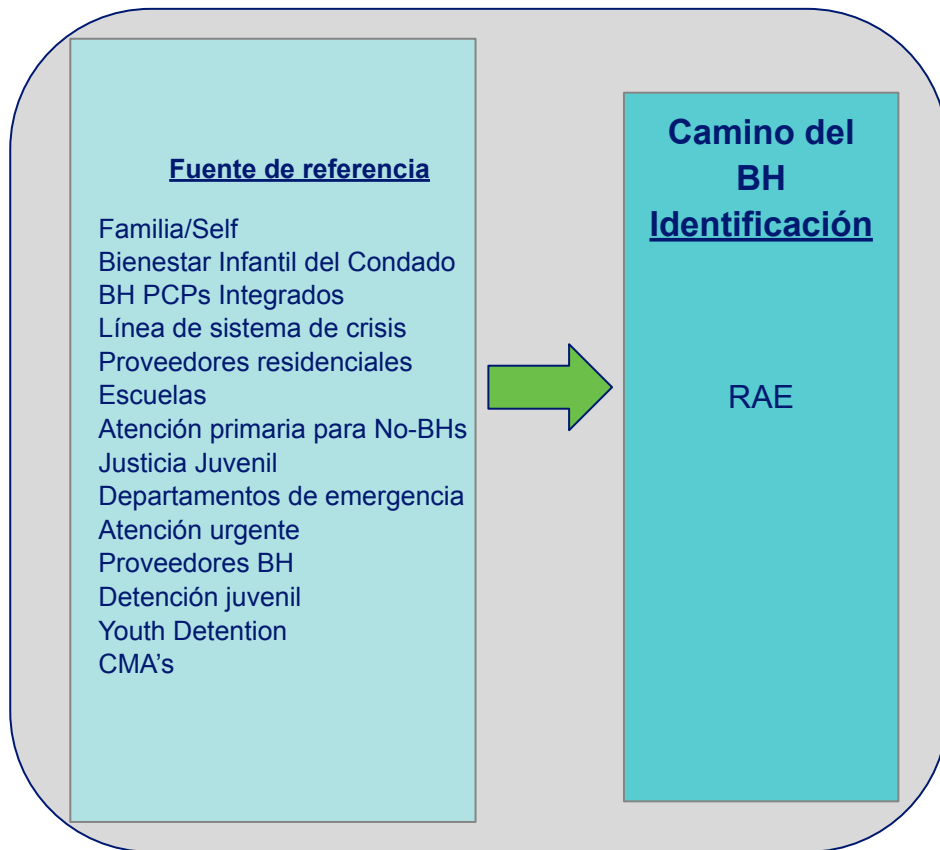 Fuente de referencia
Familia/Self
Bienestar Infantil del Condado
BH PCPs Integrados
Línea de sistema de crisis
Proveedores residenciales
Escuelas
Atención primaria para No-BHs
Justicia Juvenil
Departamentos de emergencia
Atención urgente
Proveedores BH
Detención juvenil
Youth Detention
CMA's
Camino del
BH
Identificación
RAE